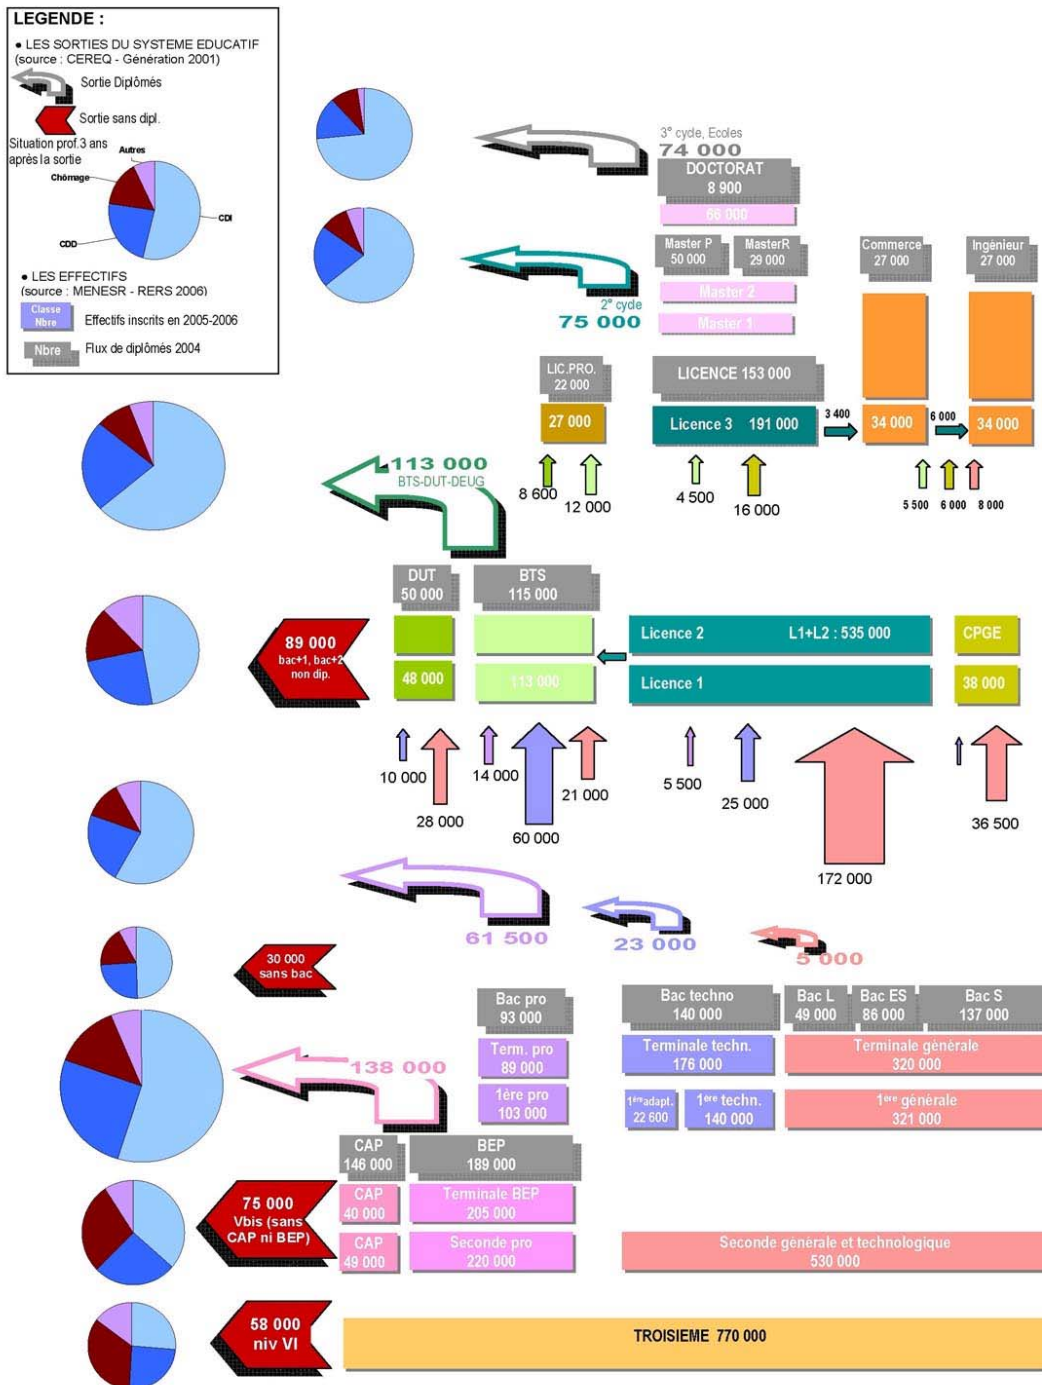 LEGENDE :
● LES SORTIES DU SYSTEME EDUCATIF
(source : CEREQ - Génération 2001)
Sortie Diplômés
Sortie sans dipl.
Situation prof.3 ans
après la sortie
Autres
Chômage
CDI
CDD
● LES EFFECTIFS
(source : MENESR - RERS 2006)
Classe
Nbre
Effectifs inscrits en 2005-2006
Nbre
Flux de diplômés 2004
3° cycle, Ecoles
74 000
DOCTORAT
8 900
66 000
Master P
50 000
MasterR
29 000
Commerce
27 000
Ingénieur
27 000
Master 2
Master 1
2° cycle
75 000
LIC.PRO.
22 000
LICENCE 153 000
27 000
Licence 3 191 000
3 400
34 000
6 000
34 000
8 600
12 000
4 500
16 000
5 500
6 000
8 000
113 000
BTS-DUT-DEUG
DUT
50 000
BTS
115 000
89 000
bac+1, bac+2
non dip.
Licence 2 L1+L2 : 535 000
CPGE
48 000
113 000
Licence 1
38 000
10 000
28 000
14 000
60 000
21 000
5 500
25 000
172 000
36 500
61 500
23 000
5 000
30 000
sans bac
Bac pro
93 000
Bac techno
140 000
Bac L
49 000
Bac ES
86 000
Bac S
137 000
Term. pro
89 000
Terminale techn.
176 000
Terminale générale
320 000
138 000
1ère pro
103 000
1ère adapt.
22 600
1ère techn.
140 000
1ère générale
321 000
CAP
146 000
BEP
189 000
75 000
Vbis (sans
CAP ni BEP)
CAP
40 000
Terminale BEP
205 000
CAP
49 000
Seconde pro
220 000
Seconde générale et technologique
530 000
58 000
niv VI
TROISIEME 770 000